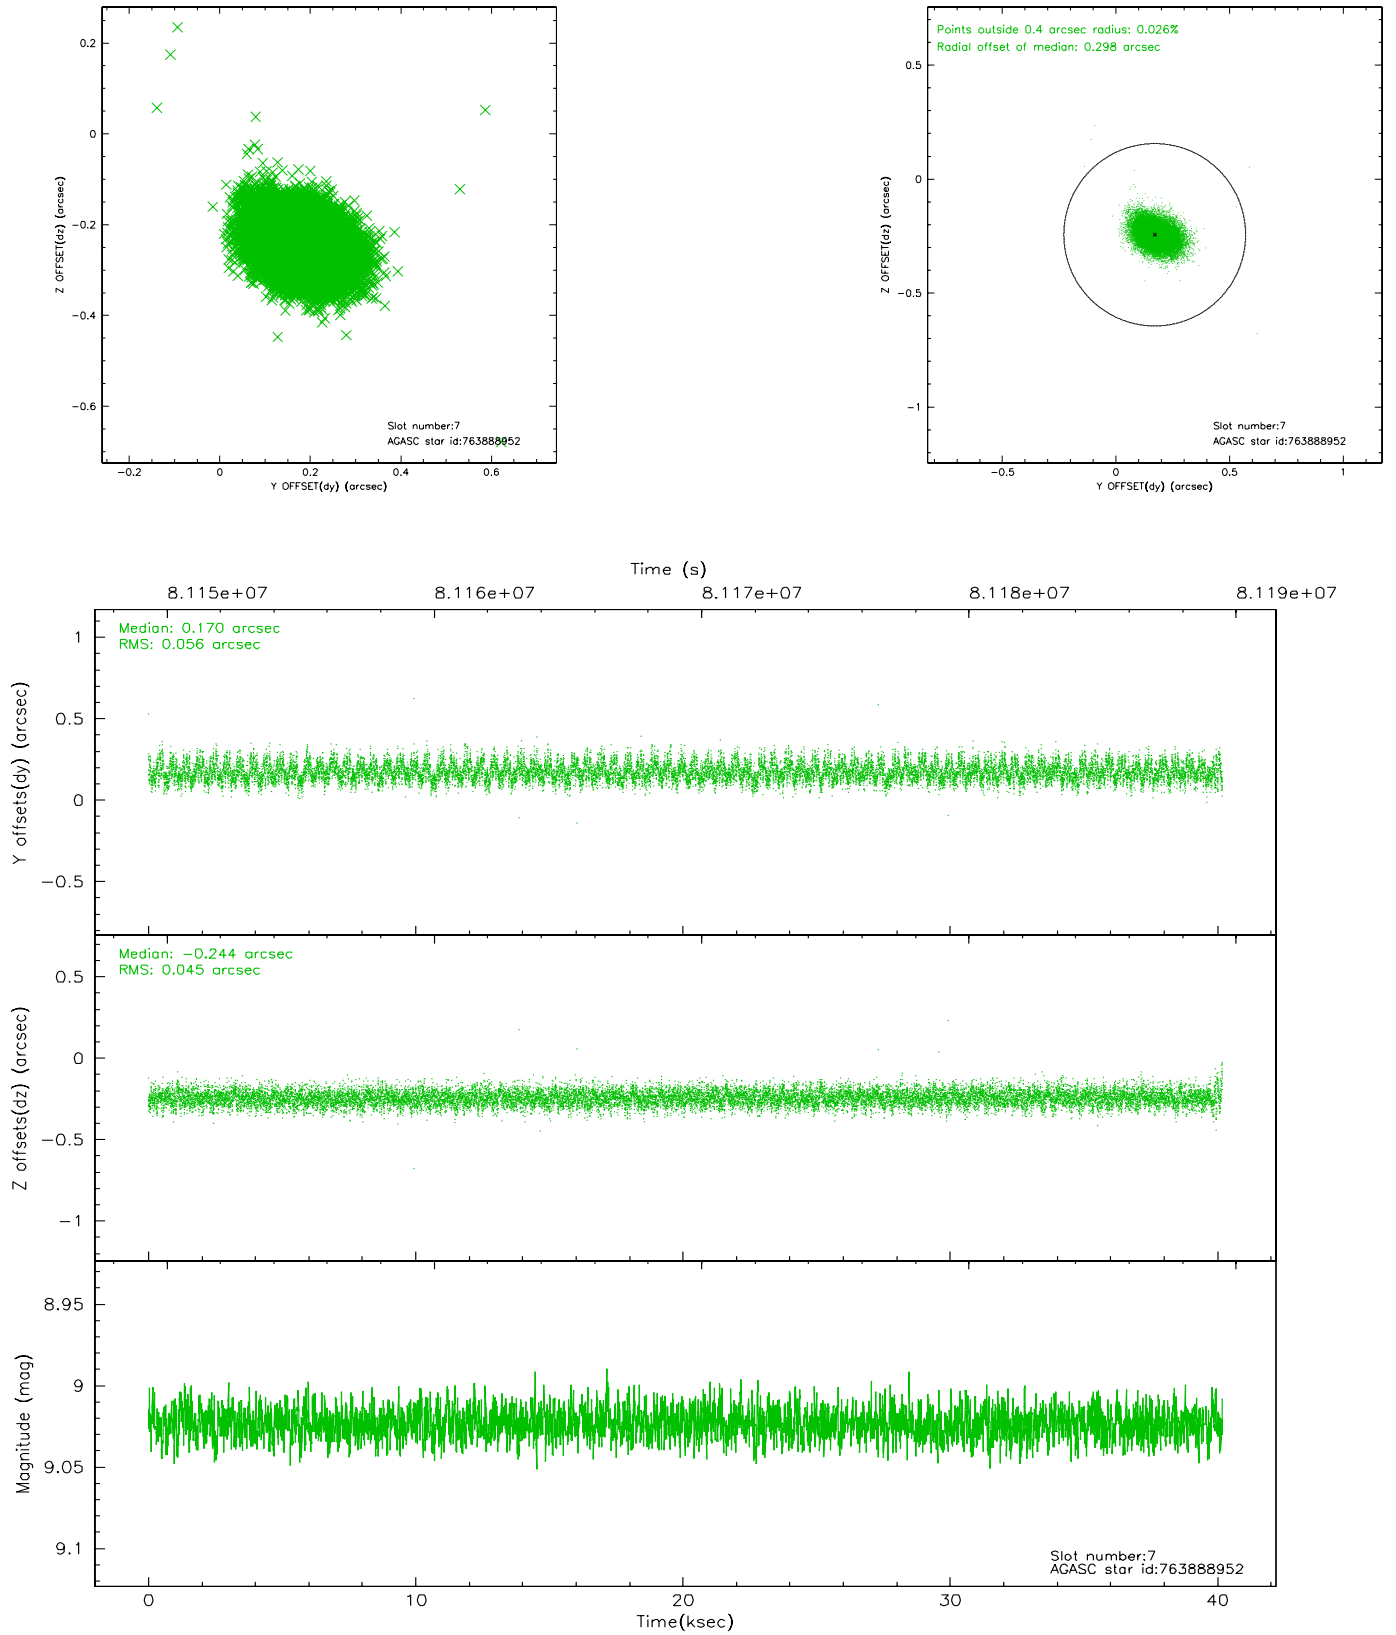 0.2
0
−0.2
−0.4
−0.6
Z OFFSET(dz) (arcsec)
Slot number:7
AGASC star id:763888952
−0.2 0 0.2 0.4 0.6
Y OFFSET(dy) (arcsec)
Points outside 0.4 arcsec radius: 0.026%
Radial offset of median: 0.298 arcsec
0.5
0
−0.5
−1
Z OFFSET(dz) (arcsec)
Slot number:7
AGASC star id:763888952
−0.5 0 0.5 1
Y OFFSET(dy) (arcsec)
Time (s)
8.115e+07 8.116e+07 8.117e+07 8.118e+07 8.119e+07
Median: 0.170 arcsec
RMS: 0.056 arcsec
1
0.5
0
−0.5
Y offsets(dy) (arcsec)
Median: −0.244 arcsec
RMS: 0.045 arcsec
0.5
0
−0.5
−1
Z offsets(dz) (arcsec)
8.95
9
9.05
9.1
Magnitude (mag)
Slot number:7
AGASC star id:763888952
0 10 20 30 40
Time(ksec)